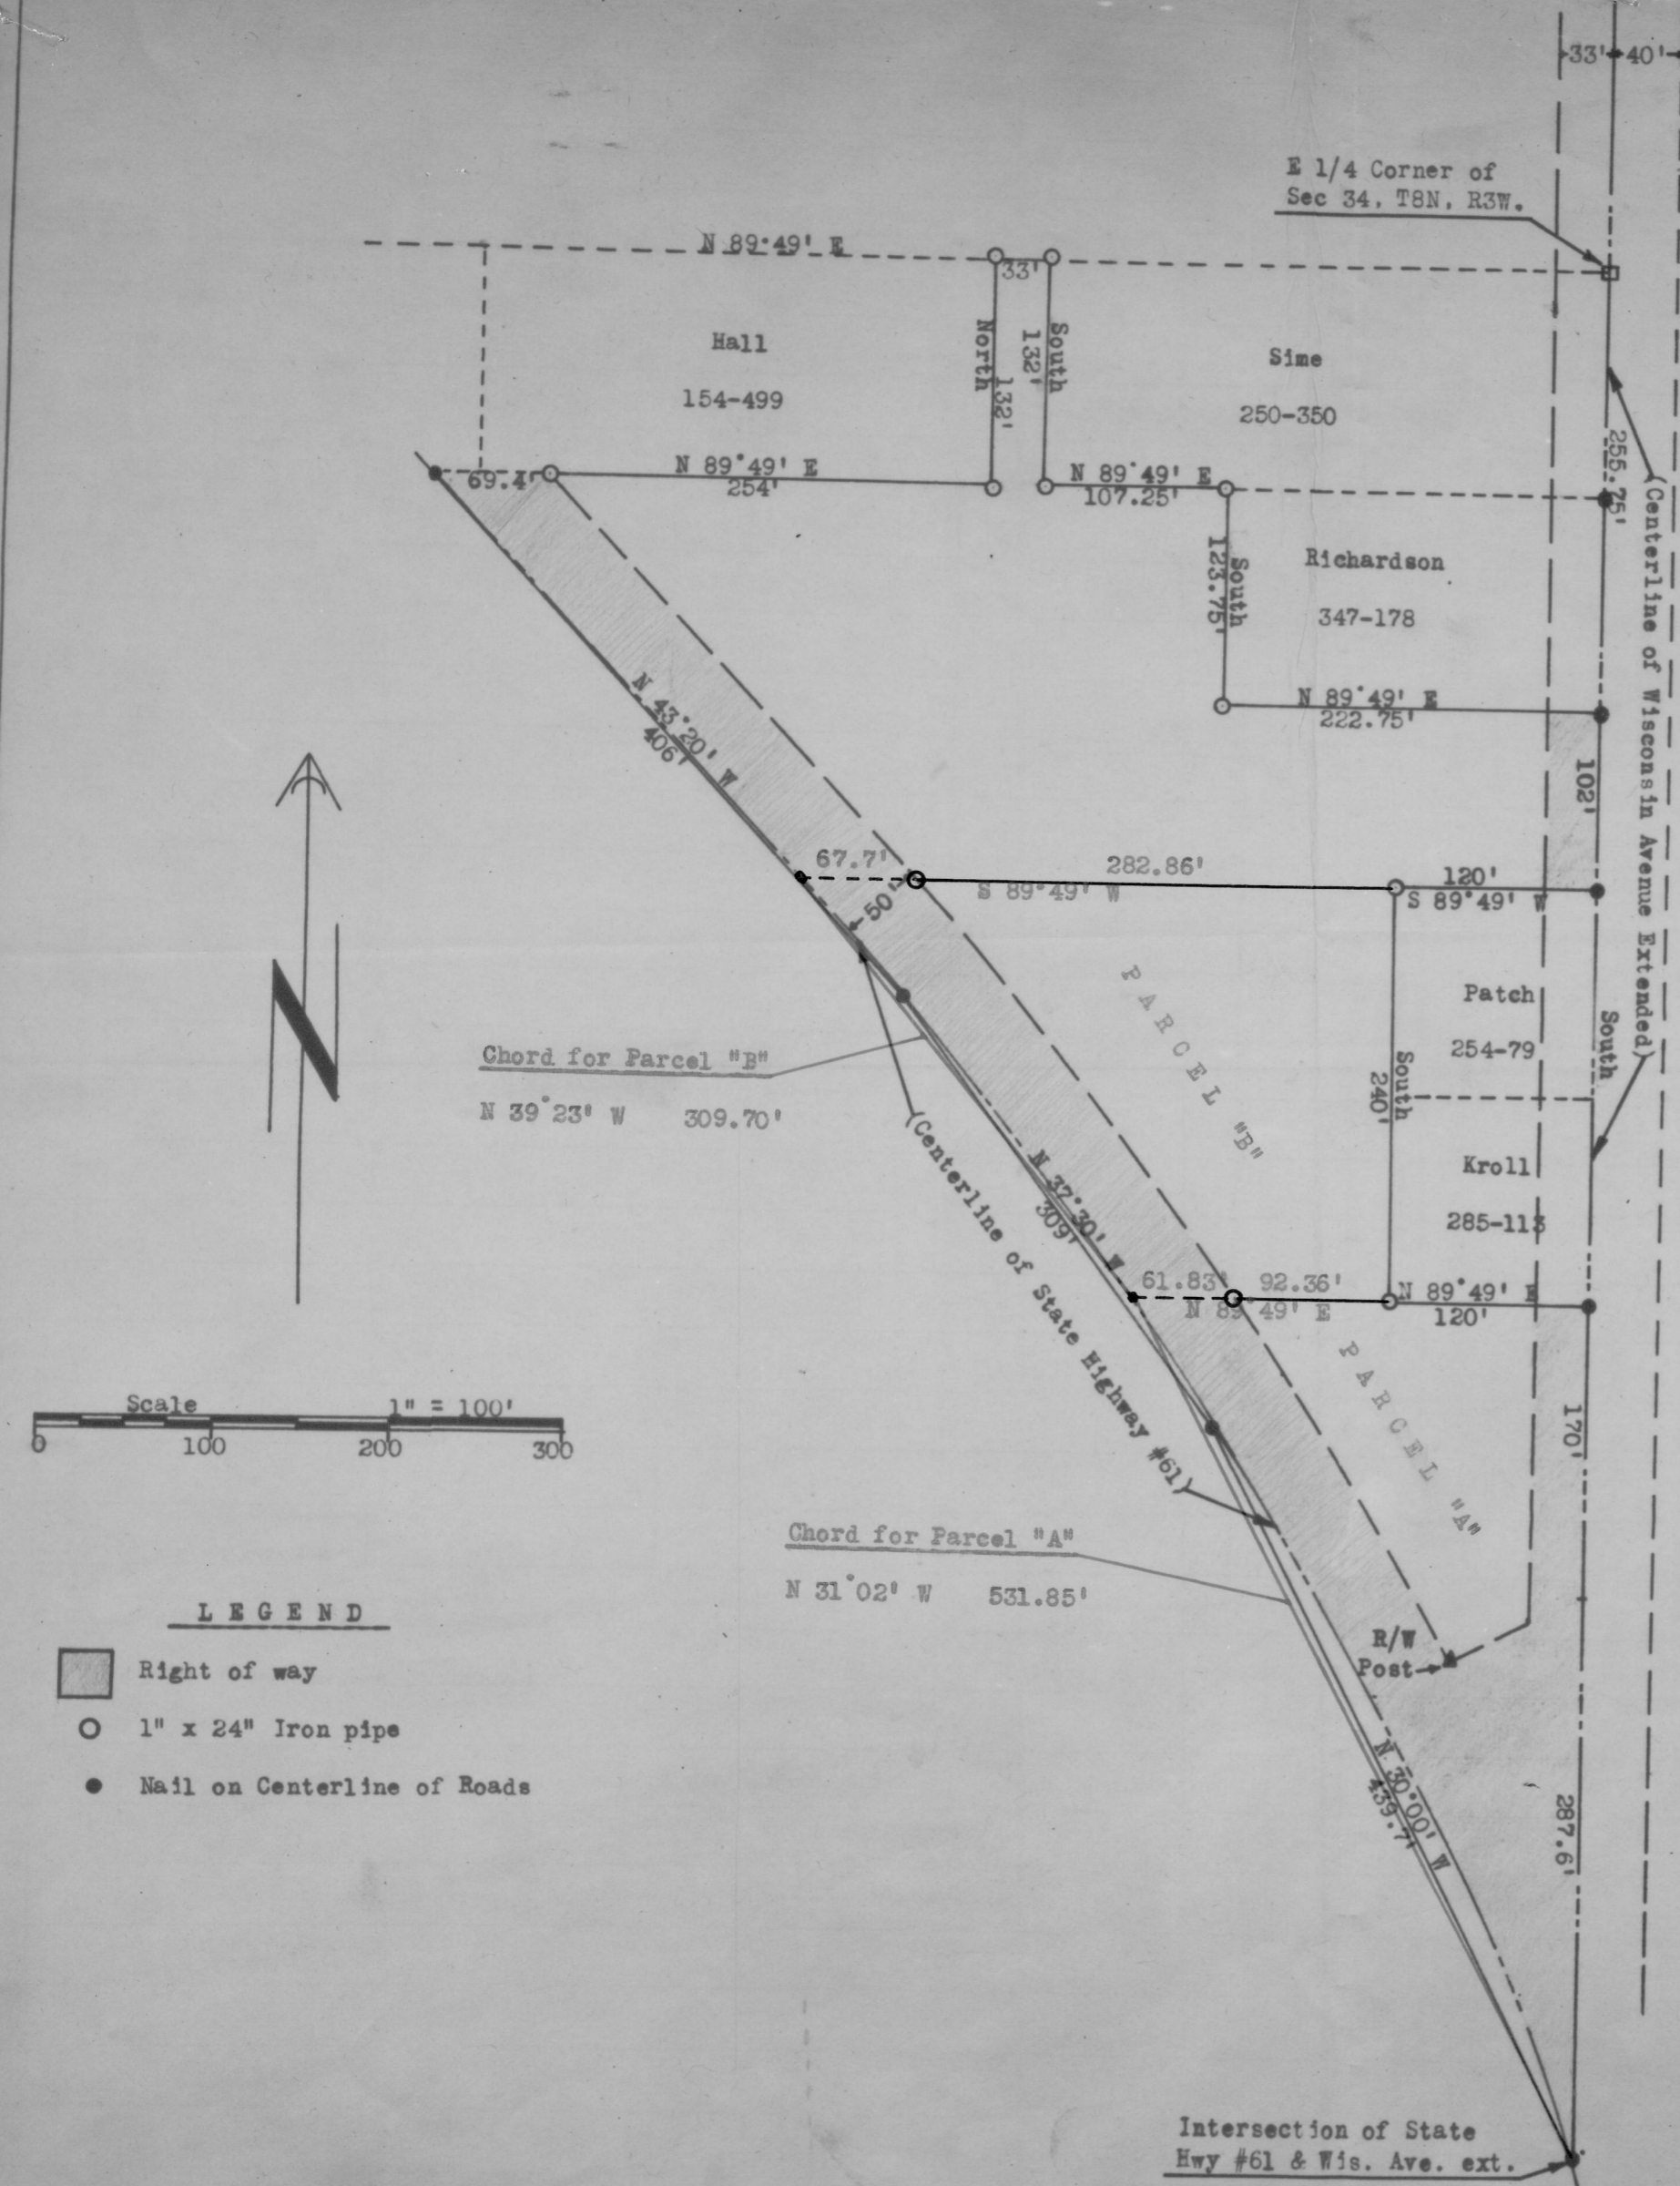 33' 40'
E 1/4 Corner of
Sec 34, T8N, R3W.
N 89°49' E
33'
Hall
154-499
North
132'
South
132'
Sime
250-350
255.75'
69.4'
N 89°49' E
254'
N 89°49' E
107.25'
(Centerline of Wisconsin Avenue Extended)
South
123.75'
Richardson
347-178
N 43°20' W
406'
N 89°49' E
222.75'
102'
67.7'
50'
282.86'
S 89°49' W
120'
S 89°49' W
PARCEL "B"
Patch
254-79
South
Chord for Parcel "B"
N 39°23' W 309.70'
South
240'
(Centerline of State Highway #61)
N 37°30' W
309'
Kroll
285-113
61.83' 92.36'
N 89°49' E
N 89°49' E
120'
PARCEL "A"
170'
Scale 1" = 100'
0 100 200 300
Chord for Parcel "A"
N 31°02' W 531.85'
LEGEND
Right of way
1" x 24" Iron pipe
Nail on Centerline of Roads
R/W
Post
N 30°00' W
439.7'
287.6'
Intersection of State
Hwy #61 & Wis. Ave. ext.
N